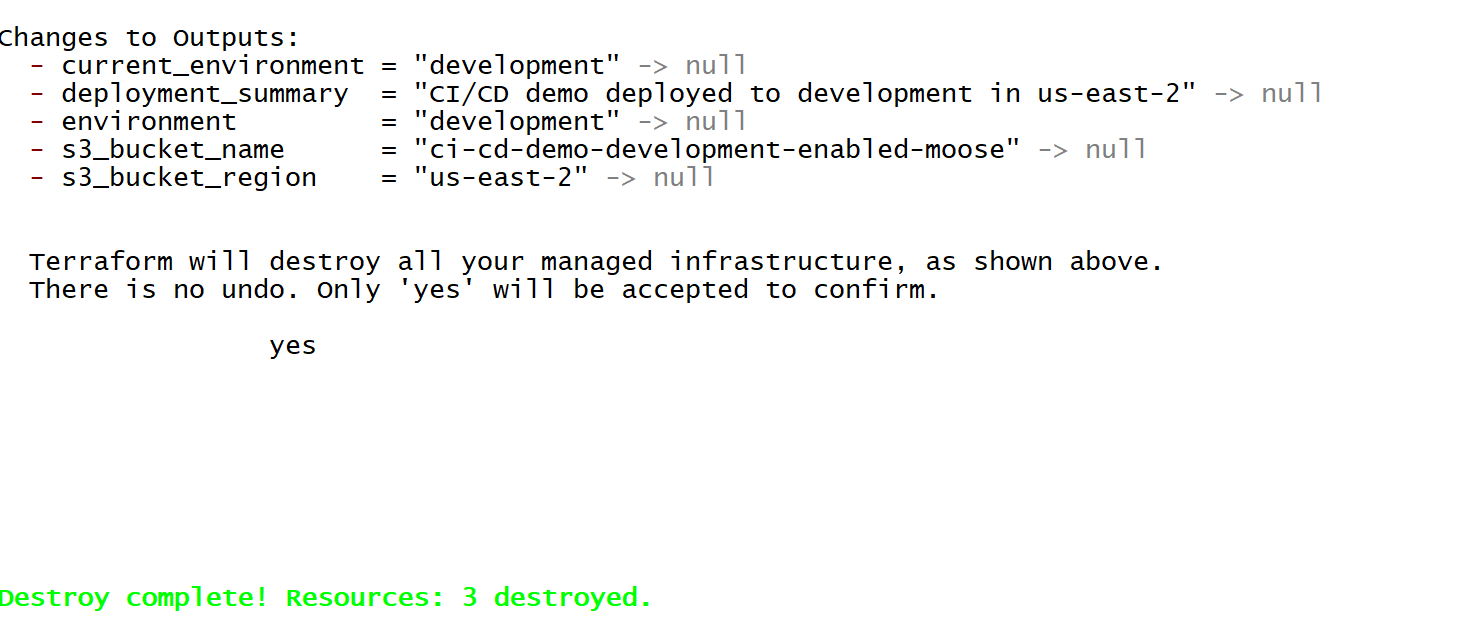 Changes to Outputs:
- current_environment = "development" -> null
- deployment_summary  = "CI/CD demo deployed to development in us-east-2" -> null
- environment         = "development" -> null
- s3_bucket_name      = "ci-cd-demo-development-enabled-moose" -> null
- s3_bucket_region    = "us-east-2" -> null
Terraform will destroy all your managed infrastructure, as shown above.
There is no undo. Only 'yes' will be accepted to confirm.
yes
Destroy complete! Resources: 3 destroyed.